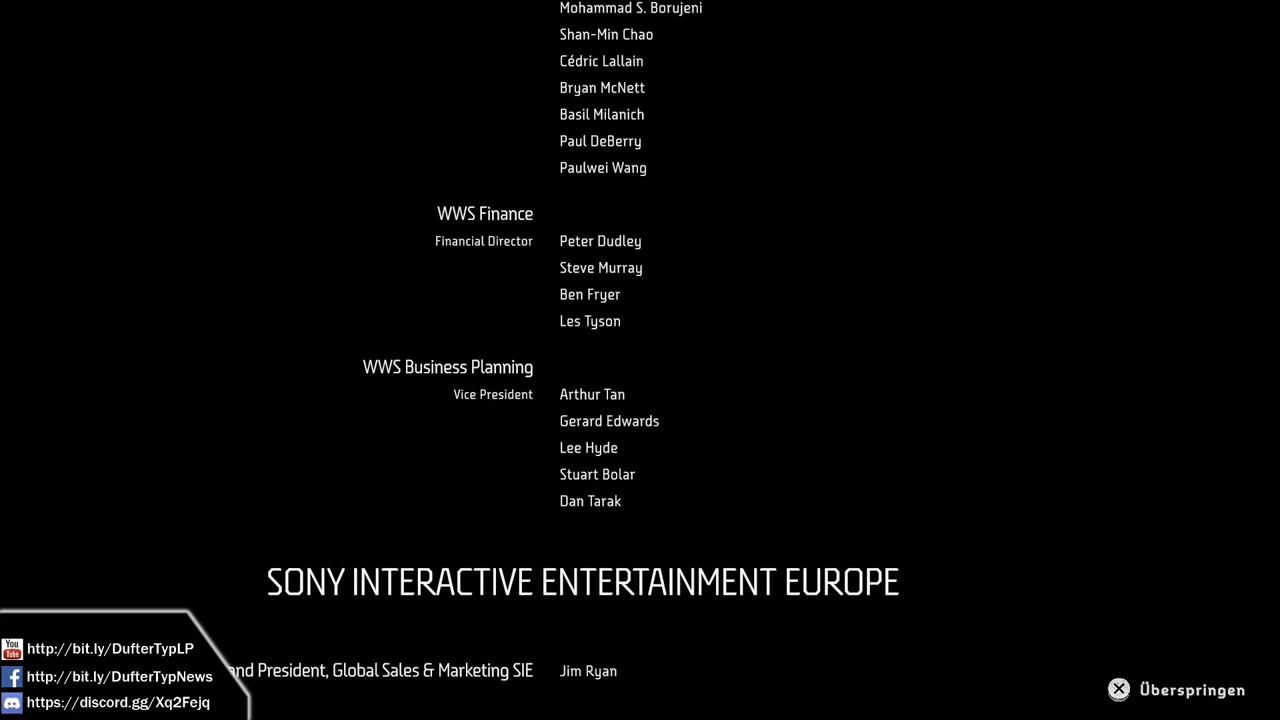 Mohammad S. Borujeni
Shan-Min Chao
Cédric Lallain
Bryan McNett
Basil Milanich
Paul DeBerry
Paulwei Wang
WWS Finance
Financial Director Peter Dudley
Steve Murray
Ben Fryer
Les Tyson
WWS Business Planning
Vice President Arthur Tan
Gerard Edwards
Lee Hyde
Stuart Bolar
Dan Tarak
SONY INTERACTIVE ENTERTAINMENT EUROPE
and President, Global Sales & Marketing SIE Jim Ryan
You Tube http://bit.ly/DufterTypLP
http://bit.ly/DufterTypNews
https://discord.gg/Xq2Fejq
Überspringen